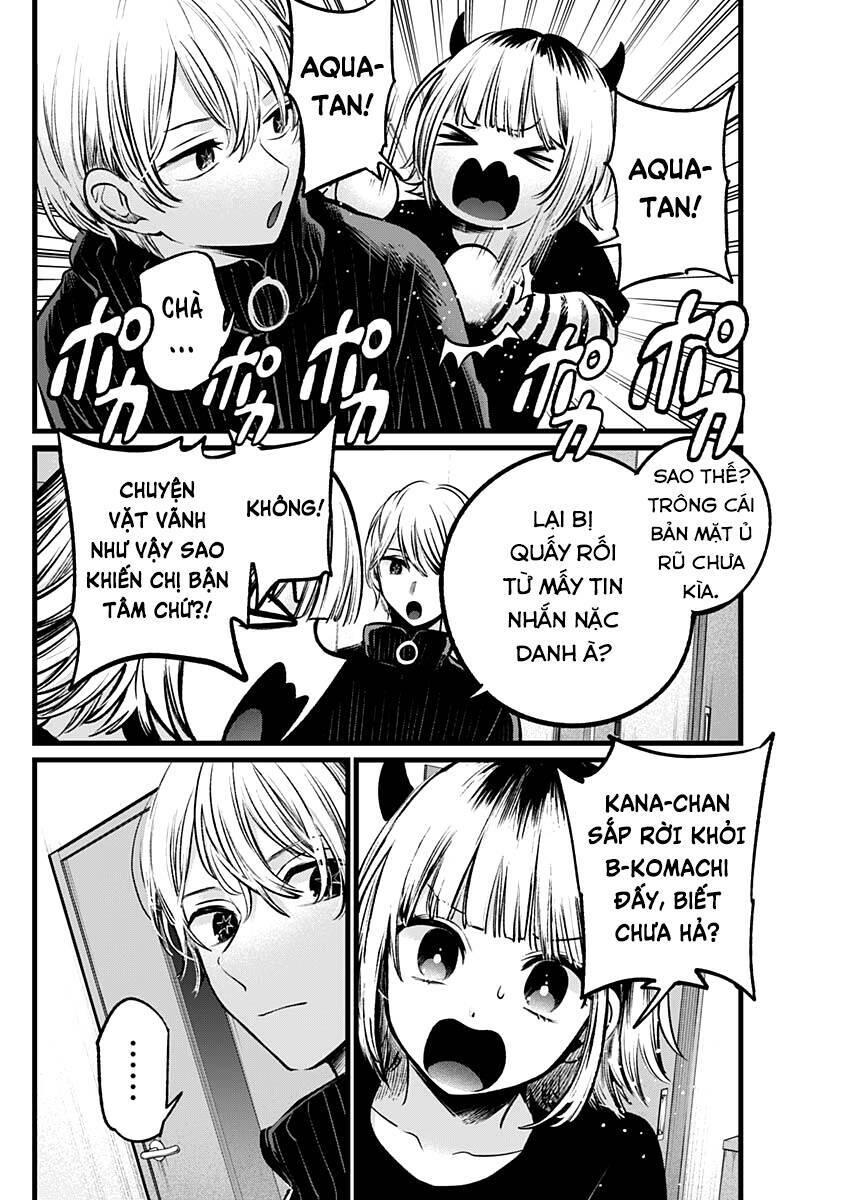 AQUA-
TAN!
AQUA-
TAN!
CHÀ
...
ポカ
ポカ
ポカ
ポカ
ポカ
SAO THẾ?
TRÔNG CÁI
BẢN MẶT Ủ
RŨ CHƯA
KÌA.
LẠI BỊ
QUẤY RỐI
TỪ MẤY TIN
NHẮN NẶC
DANH À?
KHÔNG!
CHUYỆN
VẶT VÃNH
NHƯ VẬY SAO
KHIẾN CHỊ BẬN
TÂM CHỨ?!
KANA-CHAN
SẮP RỜI KHỎI
B-KOMACHI
ĐẤY, BIẾT
CHƯA HẢ?
......